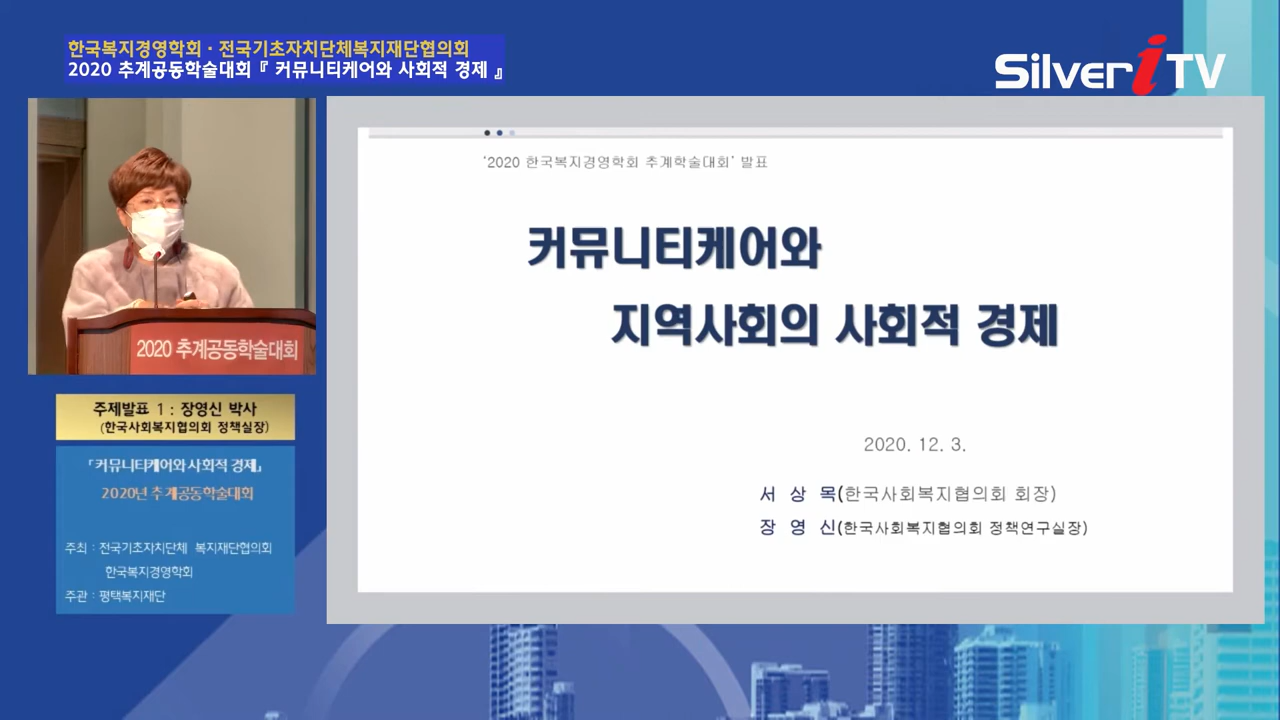 한국복지경영학회 · 전국기초자치단체복지재단협의회
2020 추계공동학술대회 『 커뮤니티케어와 사회적 경제 』
Silver i TV
2020 추계공동학술대회
주제발표 1 : 장영신 박사
(한국사회복지협의회 정책실장)
『커뮤니티케어와 사회적 경제』
2020년 추계공동학술대회
주최 : 전국기초자치단체 복지재단협의회
한국복지경영학회
주관 : 평택복지재단
‘2020 한국복지경영학회 추계학술대회’ 발표
커뮤니티케어와
지역사회의 사회적 경제
2020. 12. 3.
서 상 목(한국사회복지협의회 회장)
장 영 신(한국사회복지협의회 정책연구실장)